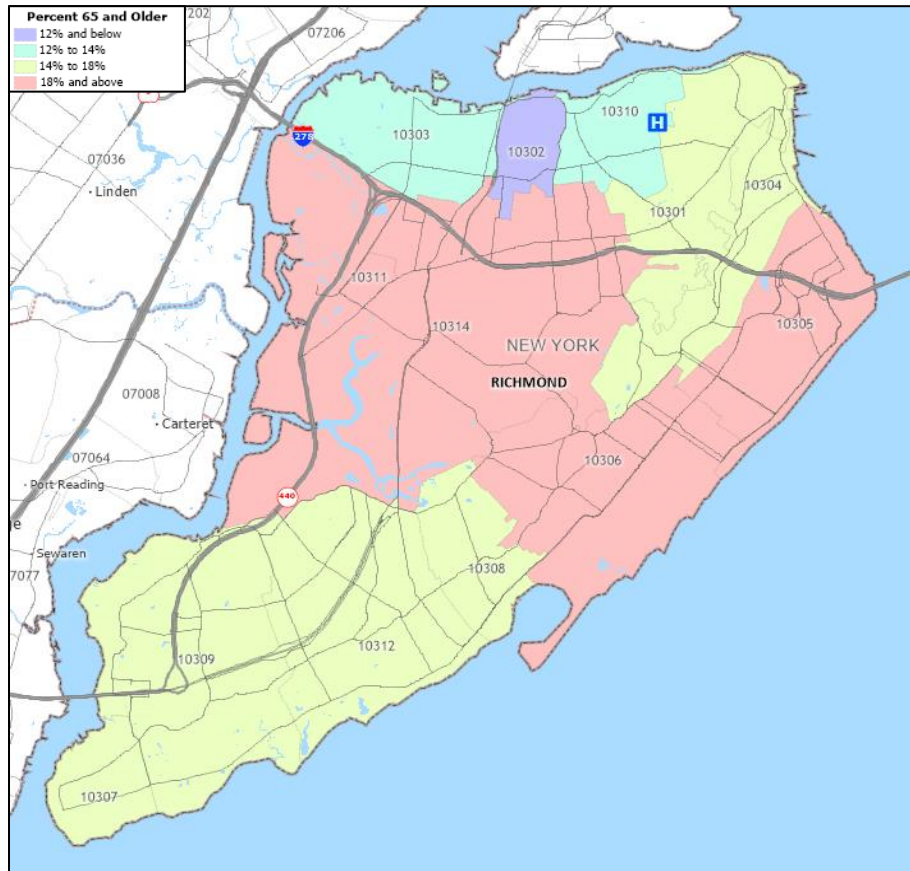 Percent 65 and Older
12% and below
12% to 14%
14% to 18%
18% and above
202
07206
278
10303
10310
H
07036
10302
Linden
10304
10301
10311
10314
10305
NEW YORK
RICHMOND
07008
Carteret
07064
10306
Port Reading
440
e
Sewaren
7077
10308
10312
10309
10307